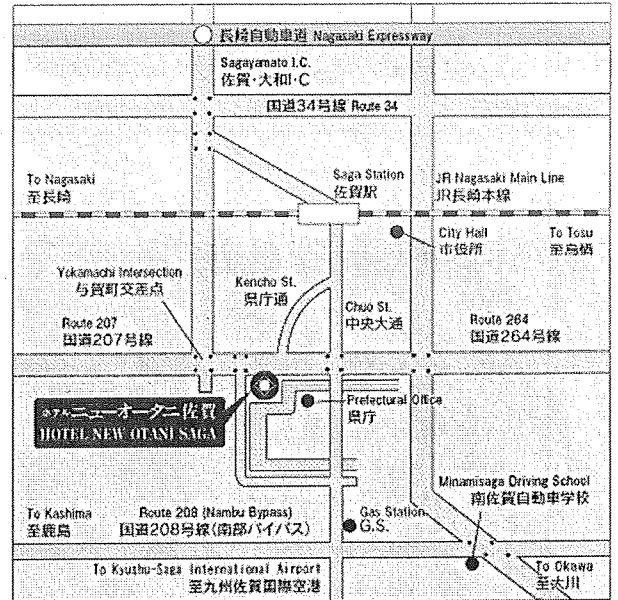 長崎自動車道 Nagasaki Expressway
Sagayamato I.C.
佐賀・大和I・C
国道34号線 Route 34
To Nagasaki
至長崎
Saga Station
佐賀駅
JR Nagasaki Main Line
JR長崎本線
City Hall
市役所
To Tosu
至鳥栖
Yokamachi Intersection
与賀町交差点
Kencho St.
県庁通
Chuo St.
中央大通
Route 207
国道207号線
Route 264
国道264号線
ホテルニューオータニ佐賀
HOTEL NEW OTANI SAGA
Prefectural Office
県庁
Minamisaga Driving School
南佐賀自動車学校
To Kashima
至鹿島
Route 208 (Nambu Bypass)
国道208号線(南部バイパス)
Gas Station
G.S.
To Kyushu-Saga International Airport
至九州佐賀国際空港
To Okawa
至大川